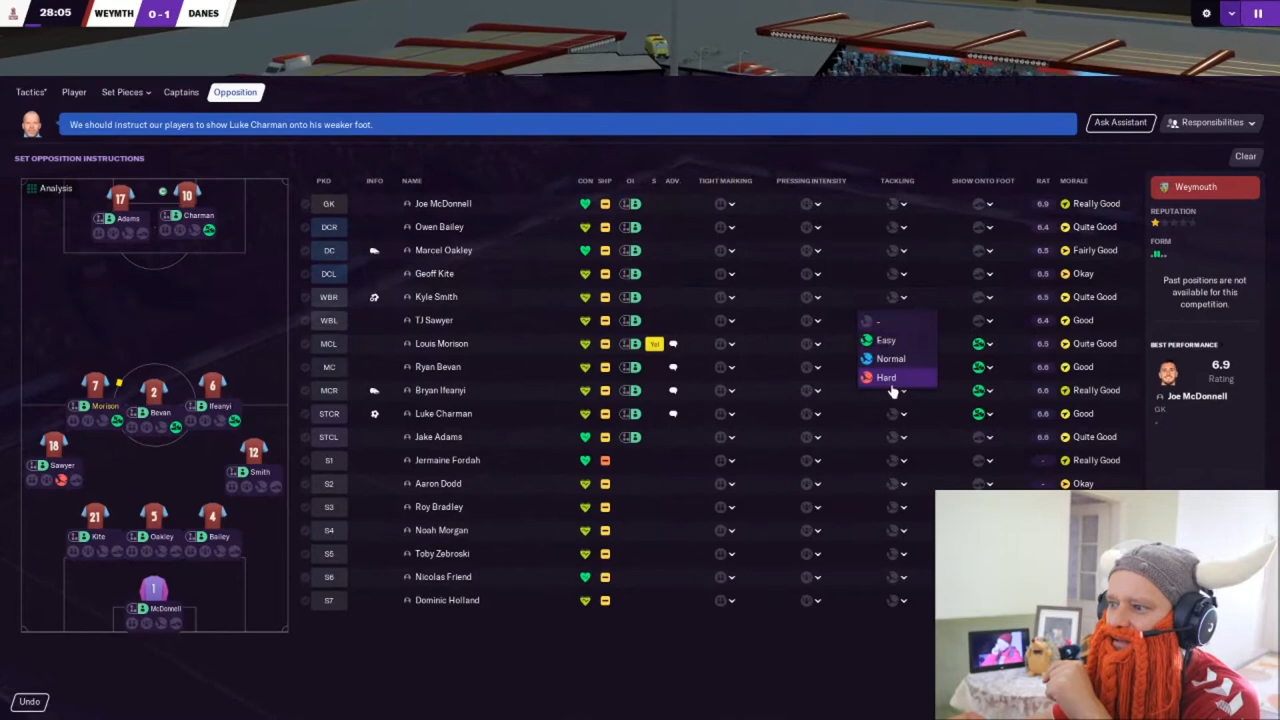 28:05 WEYMTH 0 - 1 DANES
Tactics* Player Set Pieces Captains Opposition
We should instruct our players to show Luke Charman onto his weaker foot. Ask Assistant Responsibilities
SET OPPOSITION INSTRUCTIONS Clear
Analysis
17 10
Adams Charman
7 2 6
Morison Bevan Ifeanyi
18 12
Sawyer Smith
21 5 4
Kite Oakley Bailey
1
McDonnell
PKD INFO NAME CON SHP OI S ADV. TIGHT MARKING PRESSING INTENSITY TACKLING SHOW ONTO FOOT RAT MORALE
GK Joe McDonnell 6.9 Really Good
DCR Owen Bailey 6.4 Quite Good
DC Marcel Oakley 6.5 Fairly Good
DCL Geoff Kite 6.5 Okay
WBR Kyle Smith 6.5 Quite Good
WBL TJ Sawyer 6.4 Good
MCL Louis Morison Yel 6.5 Quite Good
MC Ryan Bevan 6.6 Good
MCR Bryan Ifeanyi 6.6 Really Good
STCR Luke Charman 6.6 Good
STCL Jake Adams 6.6 Quite Good
S1 Jermaine Fordah - Really Good
S2 Aaron Dodd - Okay
S3 Roy Bradley
S4 Noah Morgan
S5 Toby Zebroski
S6 Nicolas Friend
S7 Dominic Holland
-
Easy
Normal
Hard
Weymouth
REPUTATION
FORM
Past positions are not
available for this
competition.
BEST PERFORMANCE
6.9
Rating
Joe McDonnell
GK
-
Undo